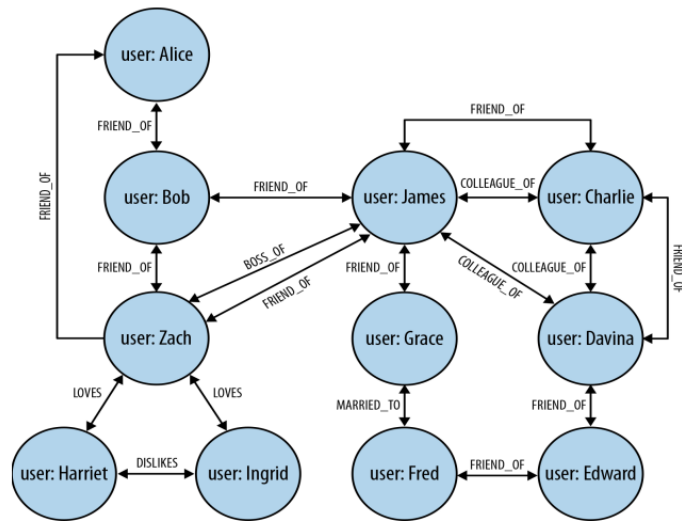 user: Alice
FRIEND_OF
FRIEND_OF
FRIEND_OF
user: Bob
FRIEND_OF
user: James
COLLEAGUE_OF
user: Charlie
FRIEND_OF
FRIEND_OF
BOSS_OF
FRIEND_OF
FRIEND_OF
COLLEAGUE_OF
COLLEAGUE_OF
FRIEND_OF
user: Zach
user: Grace
user: Davina
LOVES
LOVES
MARRIED_TO
FRIEND_OF
user: Harriet
DISLIKES
user: Ingrid
user: Fred
FRIEND_OF
user: Edward